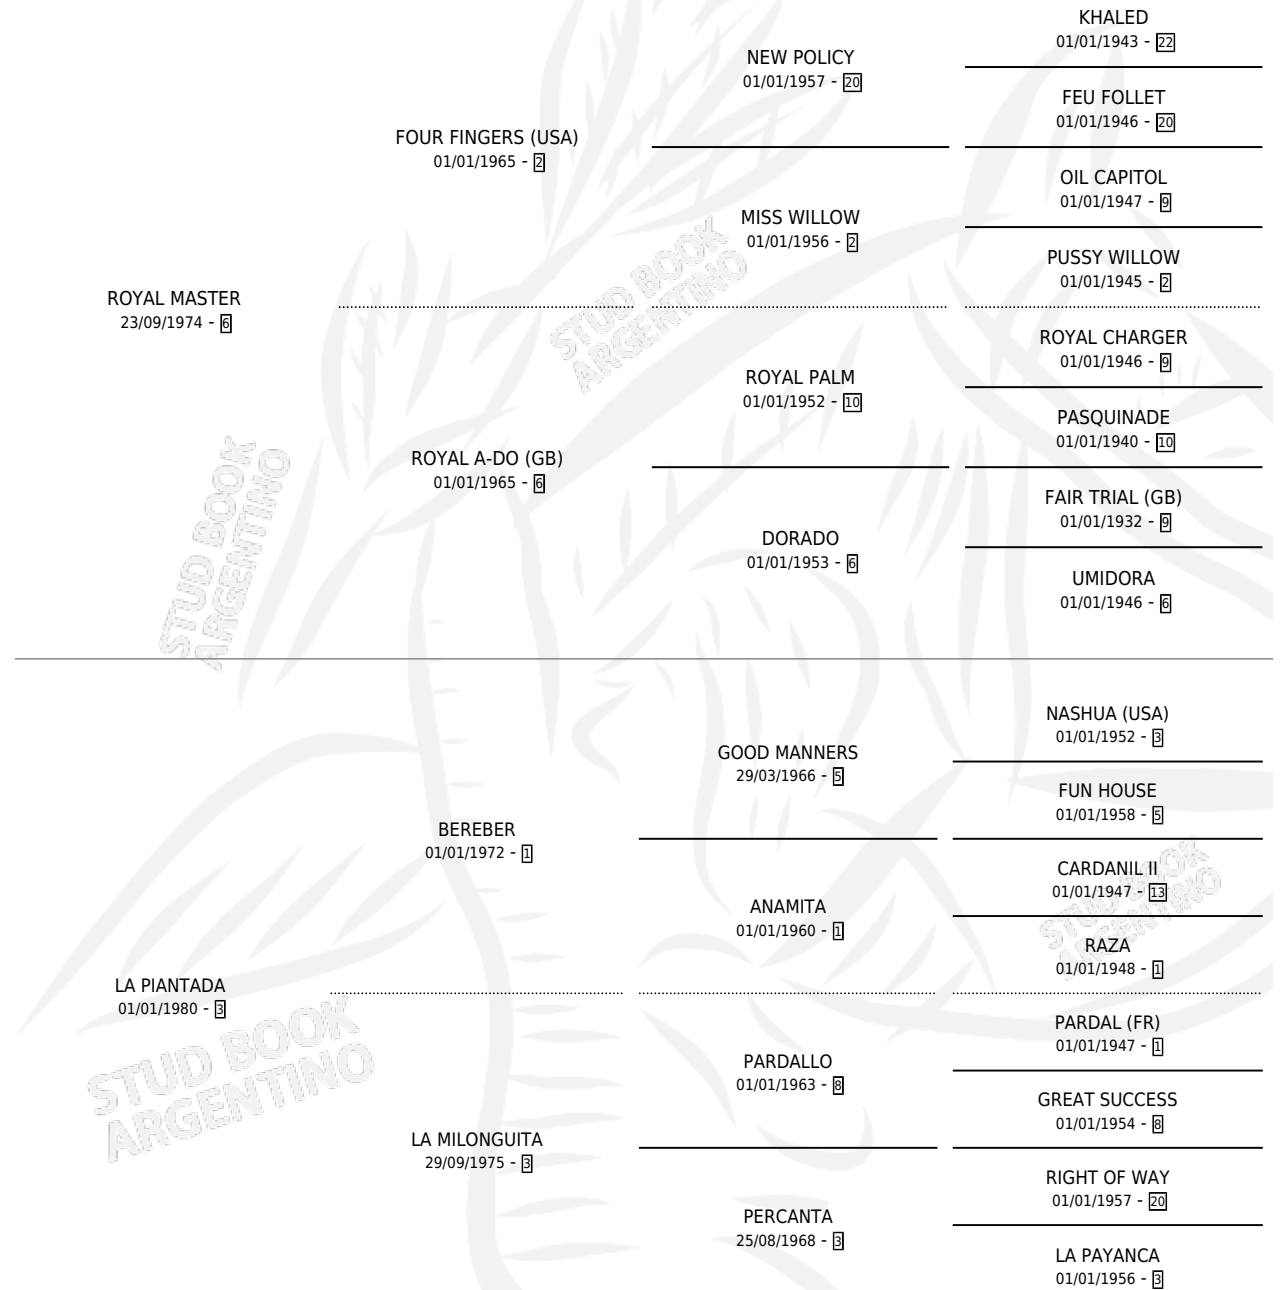 KHALED
01/01/1943 - 22
NEW POLICY
01/01/1957 - 20
FEU FOLLET
01/01/1946 - 20
FOUR FINGERS (USA)
01/01/1965 - 2
OIL CAPITOL
01/01/1947 - 9
MISS WILLOW
01/01/1956 - 2
PUSSY WILLOW
01/01/1945 - 2
ROYAL MASTER
23/09/1974 - 6
STUD BOOK
ARGENTINO
ROYAL CHARGER
01/01/1946 - 9
ROYAL PALM
01/01/1952 - 10
PASQUINADE
01/01/1940 - 10
ROYAL A-DO (GB)
01/01/1965 - 6
FAIR TRIAL (GB)
01/01/1932 - 9
DORADO
01/01/1953 - 6
UMIDORA
01/01/1946 - 6
STUD BOOK
ARGENTINO
NASHUA (USA)
01/01/1952 - 3
GOOD MANNERS
29/03/1966 - 5
FUN HOUSE
01/01/1958 - 5
BEREBER
01/01/1972 - 1
CARDANIL II
01/01/1947 - 13
ANAMITA
01/01/1960 - 1
STUD BOOK
ARGENTINO
RAZA
01/01/1948 - 1
LA PIANTADA
01/01/1980 - 3
PARDAL (FR)
01/01/1947 - 1
PARDALLO
01/01/1963 - 8
GREAT SUCCESS
01/01/1954 - 8
STUD BOOK
ARGENTINO
LA MILONGUITA
29/09/1975 - 3
RIGHT OF WAY
01/01/1957 - 20
PERCANTA
25/08/1968 - 3
LA PAYANCA
01/01/1956 - 3